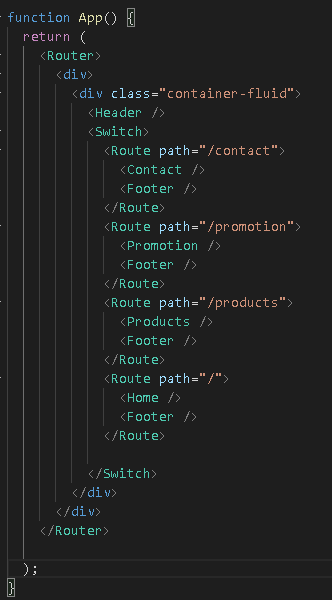 function App() {
  return (
    <Router>
      <div>
        <div class="container-fluid">
          <Header />
          <Switch>
            <Route path="/contact">
              <Contact />
              <Footer />
            </Route>
            <Route path="/promotion">
              <Promotion />
              <Footer />
            </Route>
            <Route path="/products">
              <Products />
              <Footer />
            </Route>
            <Route path="/">
              <Home />
              <Footer />
            </Route>

          </Switch>
        </div>
      </div>
    </Router>

  );
}